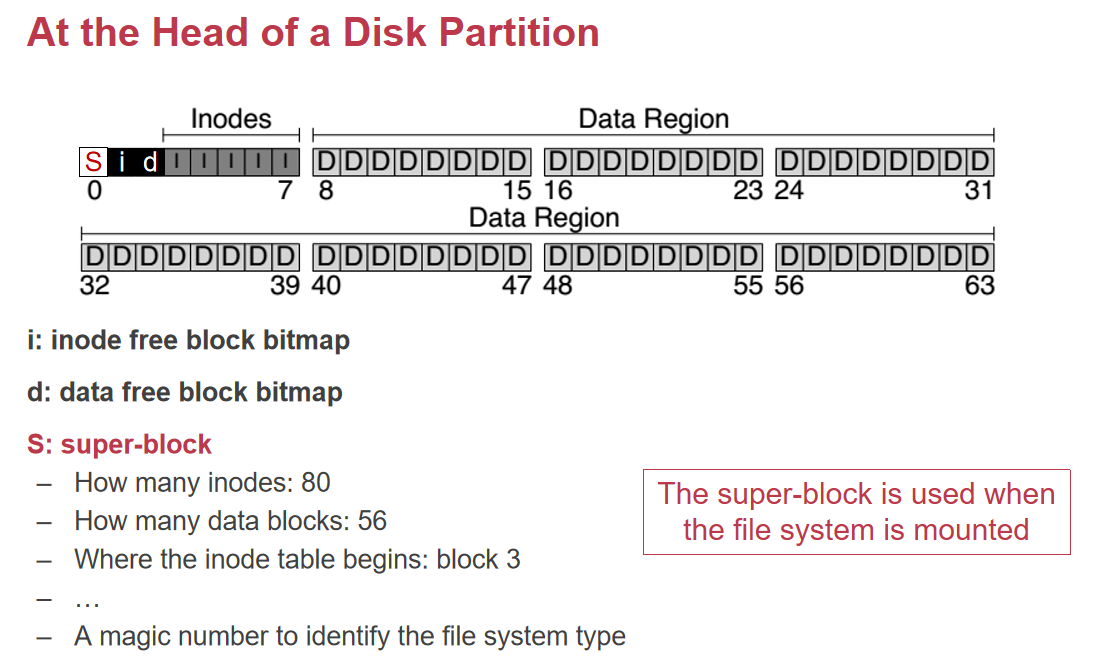 At the Head of a Disk Partition
Inodes Data Region
S i d I I I I I D D D D D D D D D D D D D D D D D D D D D D D D
0 7 8 15 16 23 24 31
Data Region
D D D D D D D D D D D D D D D D D D D D D D D D D D D D D D D D
32 39 40 47 48 55 56 63
i: inode free block bitmap
d: data free block bitmap
S: super-block
– How many inodes: 80
– How many data blocks: 56
– Where the inode table begins: block 3
– …
– A magic number to identify the file system type
The super-block is used when
the file system is mounted